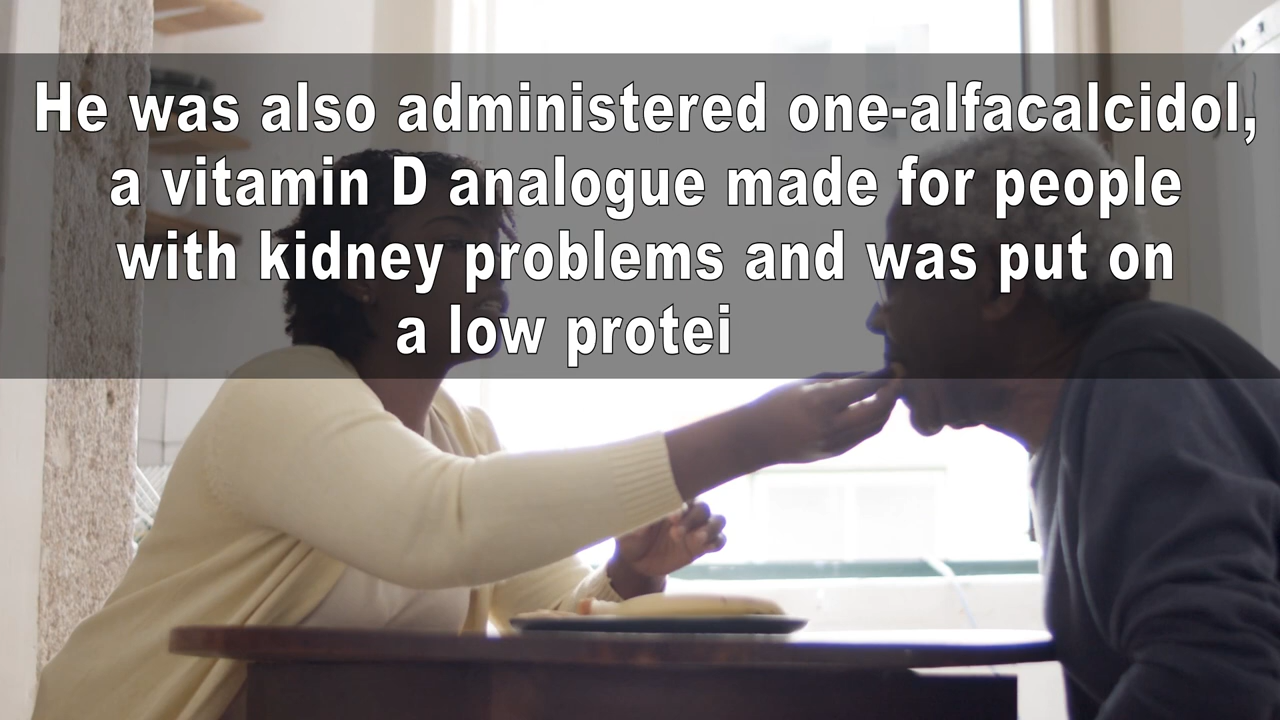 He was also administered one-alfacalcidol,
a vitamin D analogue made for people
with kidney problems and was put on
a low protei